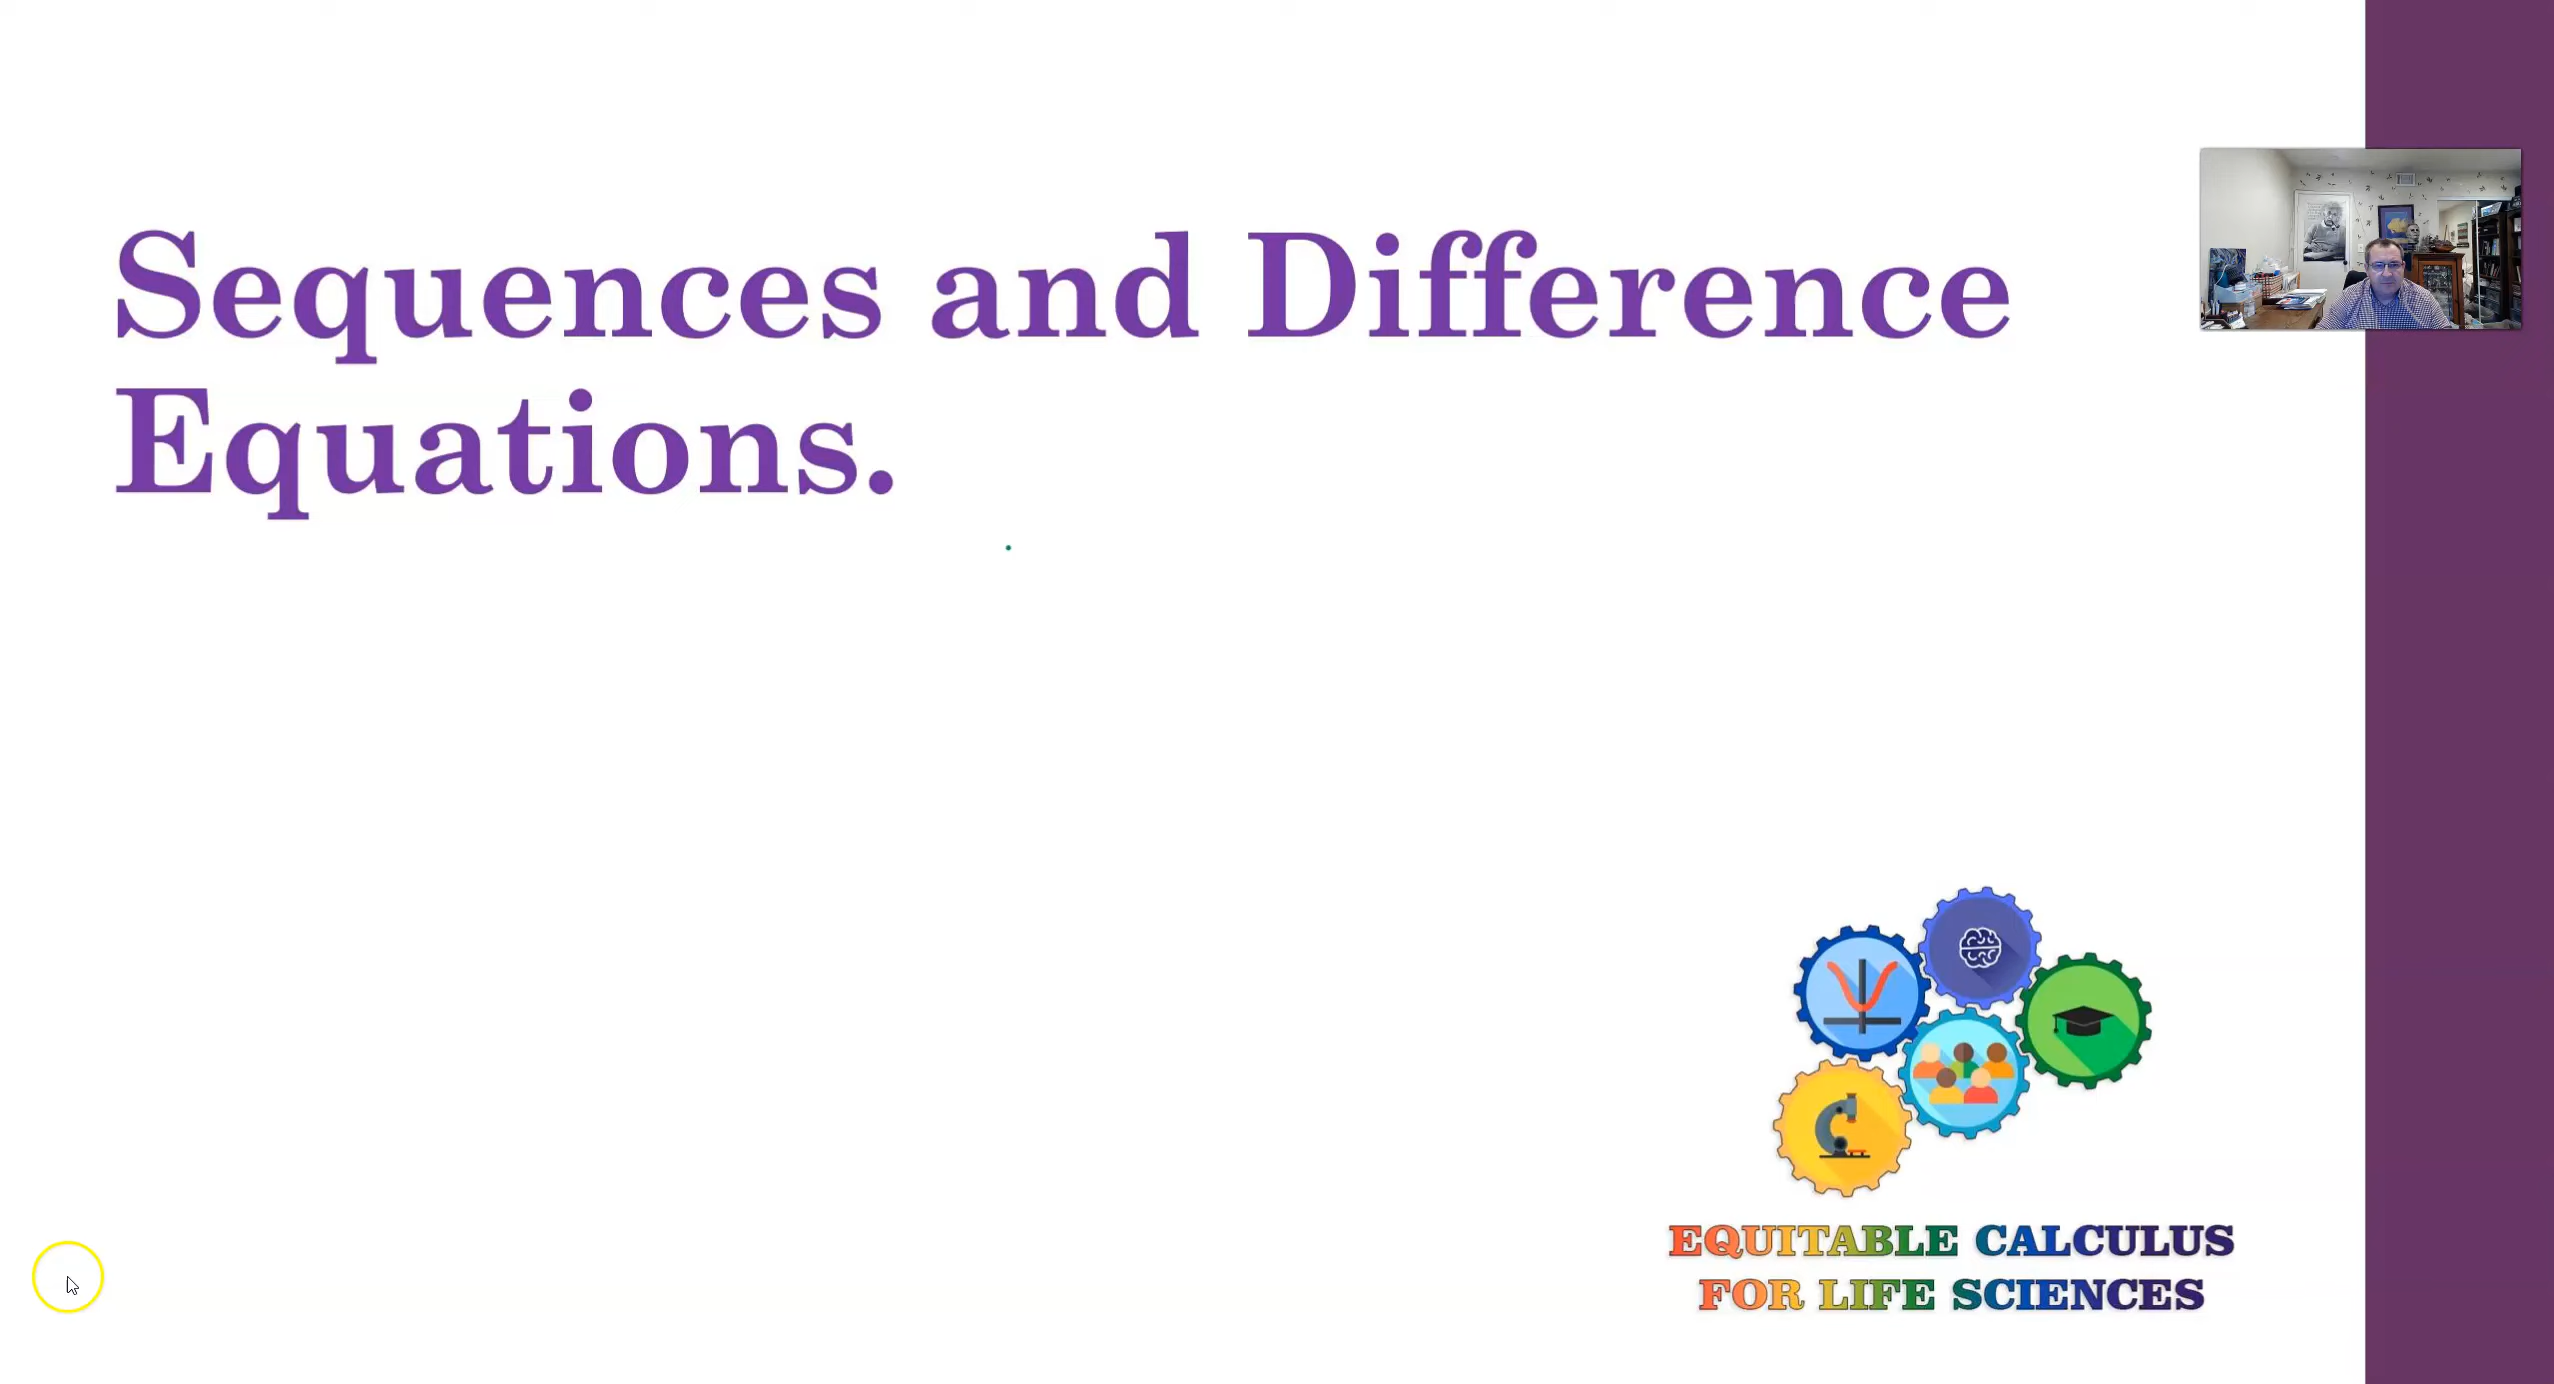 Sequences and Difference
Equations.
EQUITABLE CALCULUS
FOR LIFE SCIENCES